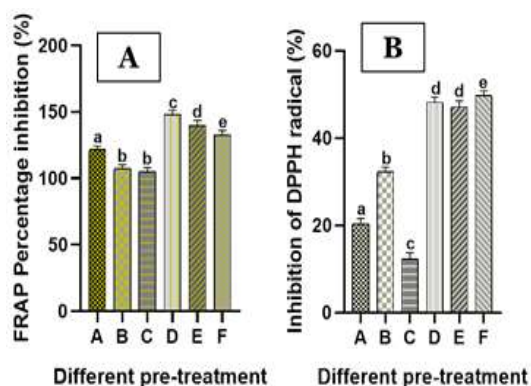 A
FRAP Percentage inhibition (%)
200
150
100
50
0
a
b
b
c
d
e
A B C D E F
Different pre-treatment
B
Inhibition of DPPH radical (%)
60
40
20
0
a
b
c
d
d
e
A B C D E F
Different pre-treatment